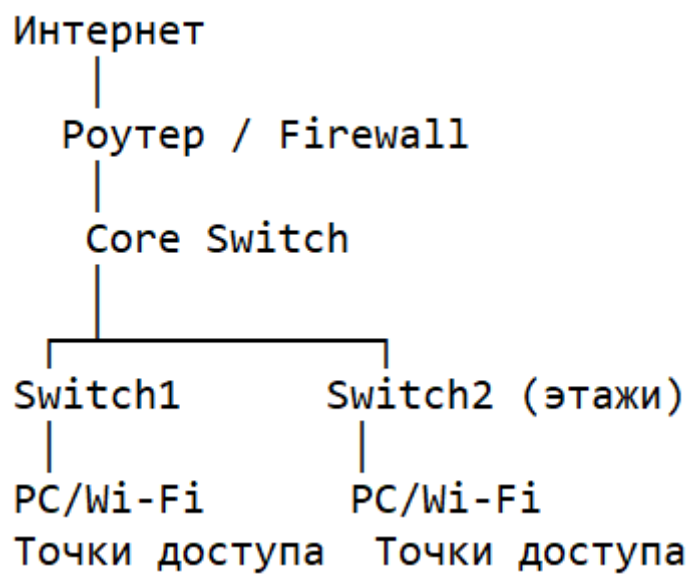 Интернет
Роутер / Firewall
Core Switch
Switch1 Switch2 (этажи)
PC/Wi-Fi PC/Wi-Fi
Точки доступа Точки доступа